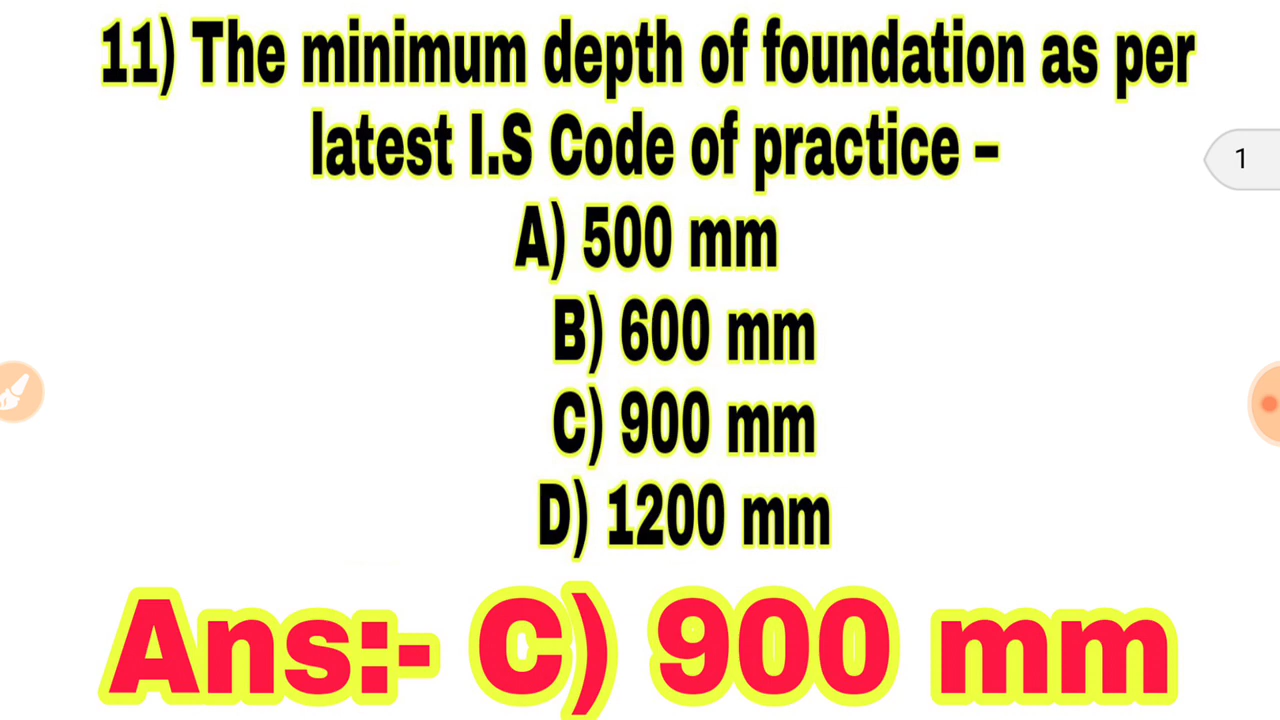 11) The minimum depth of foundation as per
latest I.S Code of practice –
A) 500 mm
B) 600 mm
C) 900 mm
D) 1200 mm
Ans:- C) 900 mm
1